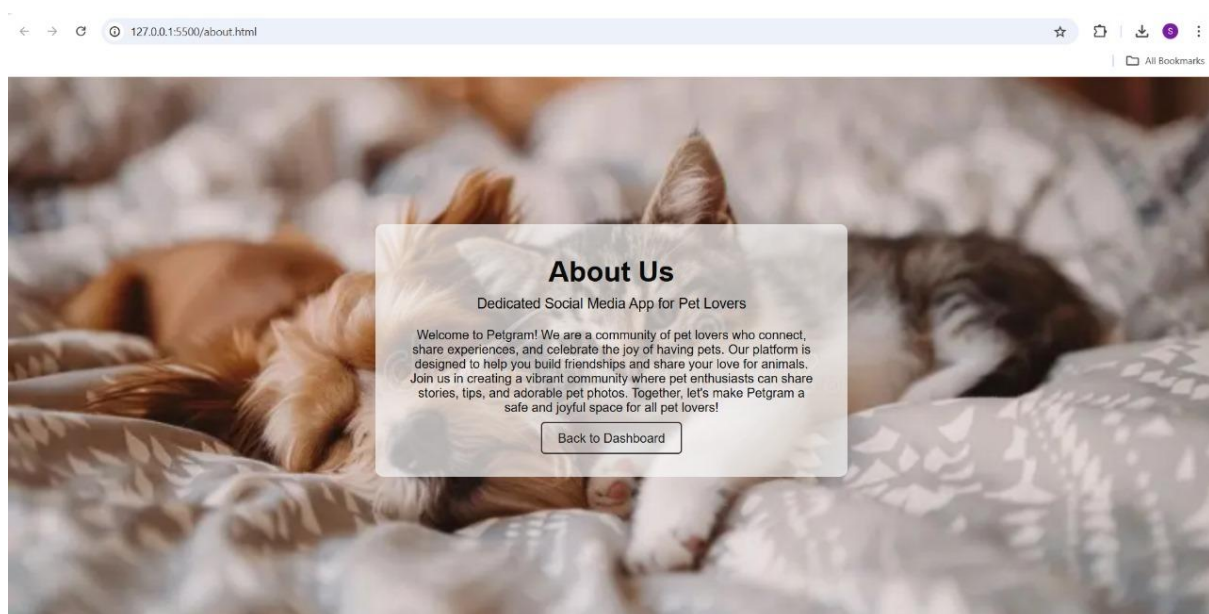 127.0.0.1:5500/about.html
S
All Bookmarks
About Us
Dedicated Social Media App for Pet Lovers
Welcome to Petgram! We are a community of pet lovers who connect,
share experiences, and celebrate the joy of having pets. Our platform is
designed to help you build friendships and share your love for animals.
Join us in creating a vibrant community where pet enthusiasts can share
stories, tips, and adorable pet photos. Together, let's make Petgram a
safe and joyful space for all pet lovers!
Back to Dashboard